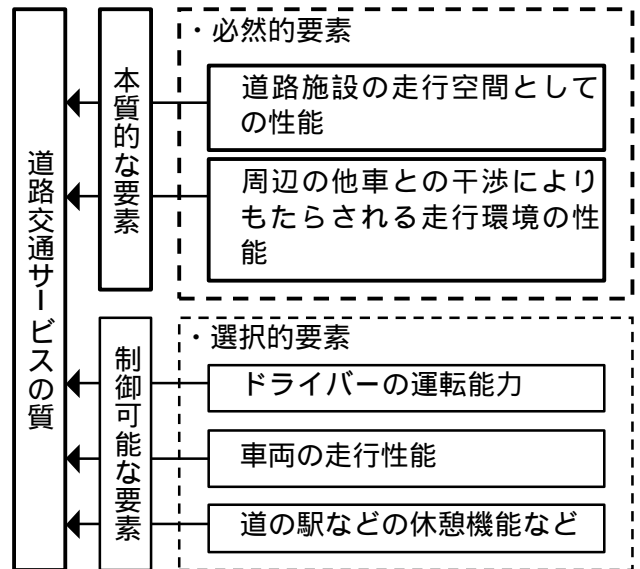 道路交通サービスの質
本質的な要素
・必然的要素
道路施設の走行空間として
の性能
周辺の他車との干渉により
もたらされる走行環境の性
能
制御可能な要素
・選択的要素
ドライバーの運転能力
車両の走行性能
道の駅などの休憩機能など